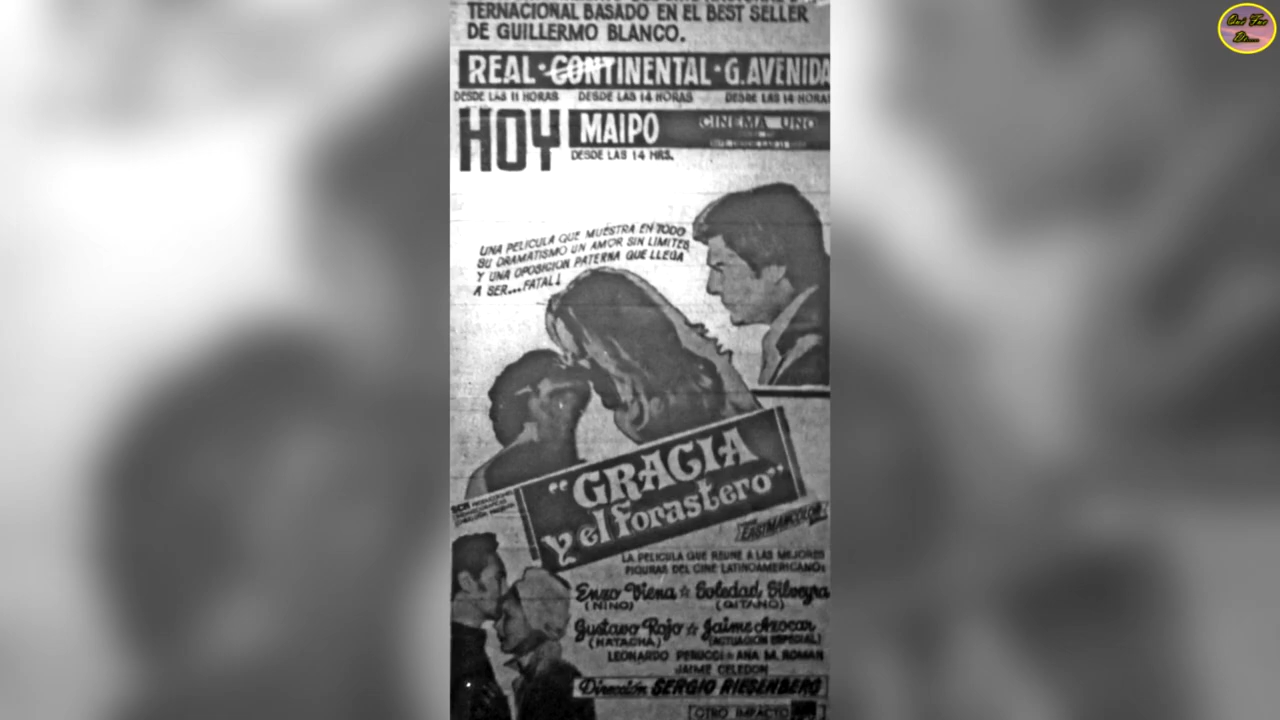 TERNACIONAL BASADO EN EL BEST SELLER
DE GUILLERMO BLANCO.
REAL · CONTINENTAL · G. AVENIDA
DESDE LAS 11 HORAS DESDE LAS 14 HORAS DESDE LAS 14 HORAS
HOY MAIPO CINEMA UNO
DESDE LAS 14 HRS.
UNA PELICULA QUE MUESTRA EN TODO
SU DRAMATISMO UN AMOR SIN LIMITES
Y UNA OPOSICION PATERNA QUE LLEGA
A SER...FATAL!
"GRACIA
y el forastero"
EASTMANCOLOR
LA PELICULA QUE REUNE A LAS MEJORES
FIGURAS DEL CINE LATINOAMERICANO:
Enzo Viena ☆ Soledad Silveyra
(NINO) (GITANO)
Gustavo Rojo ☆ Jaime Azocar
(NATACHA) (ACTUACION ESPECIAL)
LEONARDO PERUCCI ☆ ANA M. ROMAN
JAIME CELEDON
Dirección SERGIO RIESENBERG
OTRO IMPACTO
Qué Fue
De....